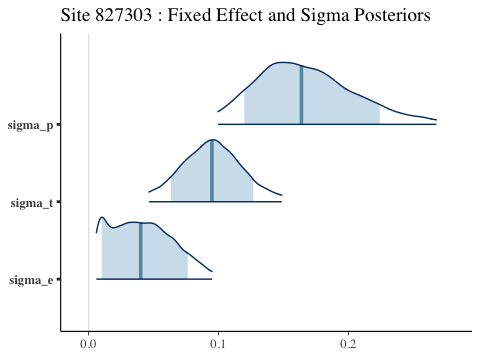 Site 827303 : Fixed Effect and Sigma Posteriors
sigma_p
sigma_t
sigma_e
0.0 0.1 0.2